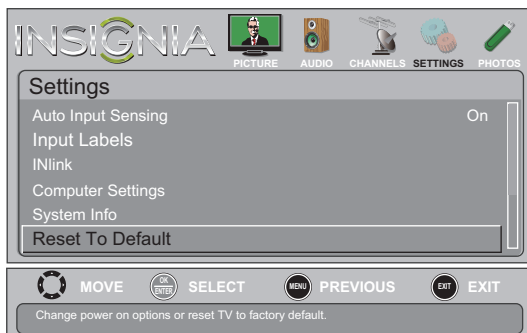 INSIGNIA
PICTURE AUDIO CHANNELS SETTINGS PHOTOS
Settings
Auto Input Sensing On
Input Labels
INlink
Computer Settings
System Info
Reset To Default
MOVE OK ENTER SELECT MENU PREVIOUS EXIT EXIT
Change power on options or reset TV to factory default.